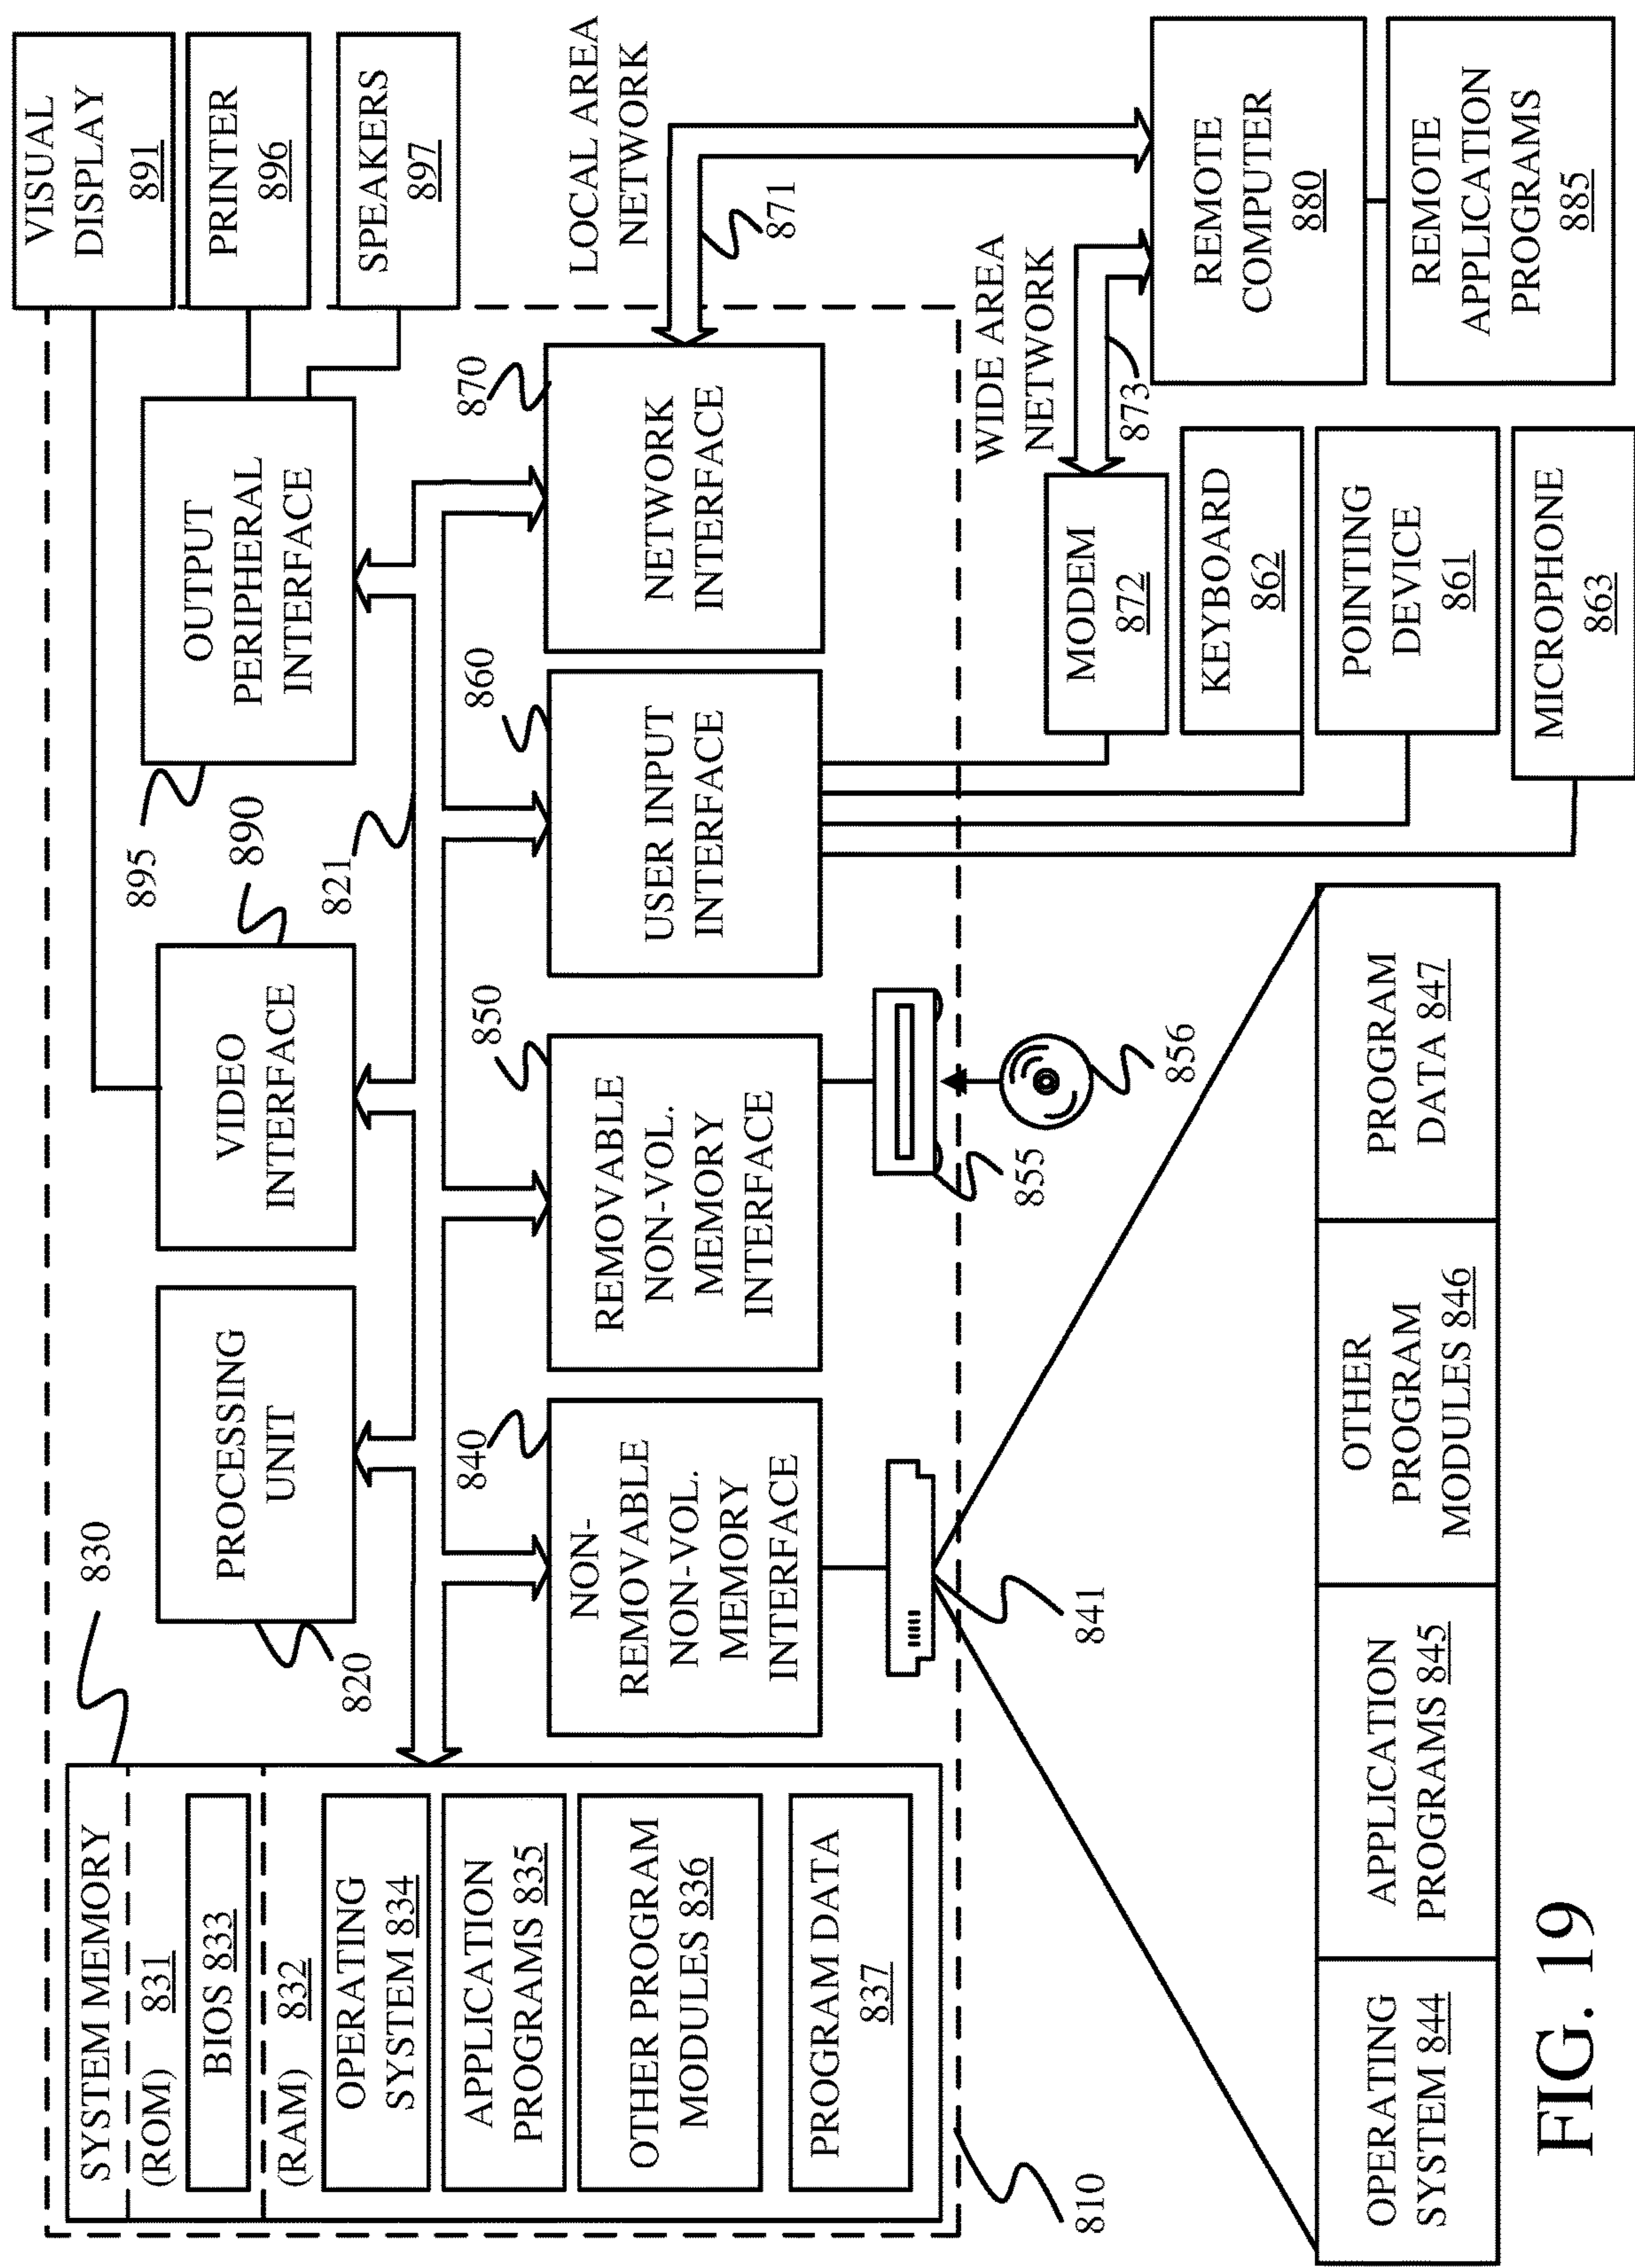 SYSTEM MEMORY
(ROM) 831
BIOS 833
(RAM) 832
OPERATING
SYSTEM 834
APPLICATION
PROGRAMS 835
OTHER PROGRAM
MODULES 836
PROGRAM DATA
837
810
830
820
PROCESSING
UNIT
VIDEO
INTERFACE
890
895
821
OUTPUT
PERIPHERAL
INTERFACE
VISUAL
DISPLAY
891
PRINTER
896
SPEAKERS
897
840
NON-
REMOVABLE
NON-VOL.
MEMORY
INTERFACE
850
REMOVABLE
NON-VOL.
MEMORY
INTERFACE
860
USER INPUT
INTERFACE
870
NETWORK
INTERFACE
LOCAL AREA
NETWORK
871
841
855
856
WIDE AREA
NETWORK
873
MODEM
872
KEYBOARD
862
POINTING
DEVICE
861
MICROPHONE
863
REMOTE
COMPUTER
880
REMOTE
APPLICATION
PROGRAMS
885
OPERATING
SYSTEM 844
APPLICATION
PROGRAMS 845
OTHER
PROGRAM
MODULES 846
PROGRAM
DATA 847
FIG. 19